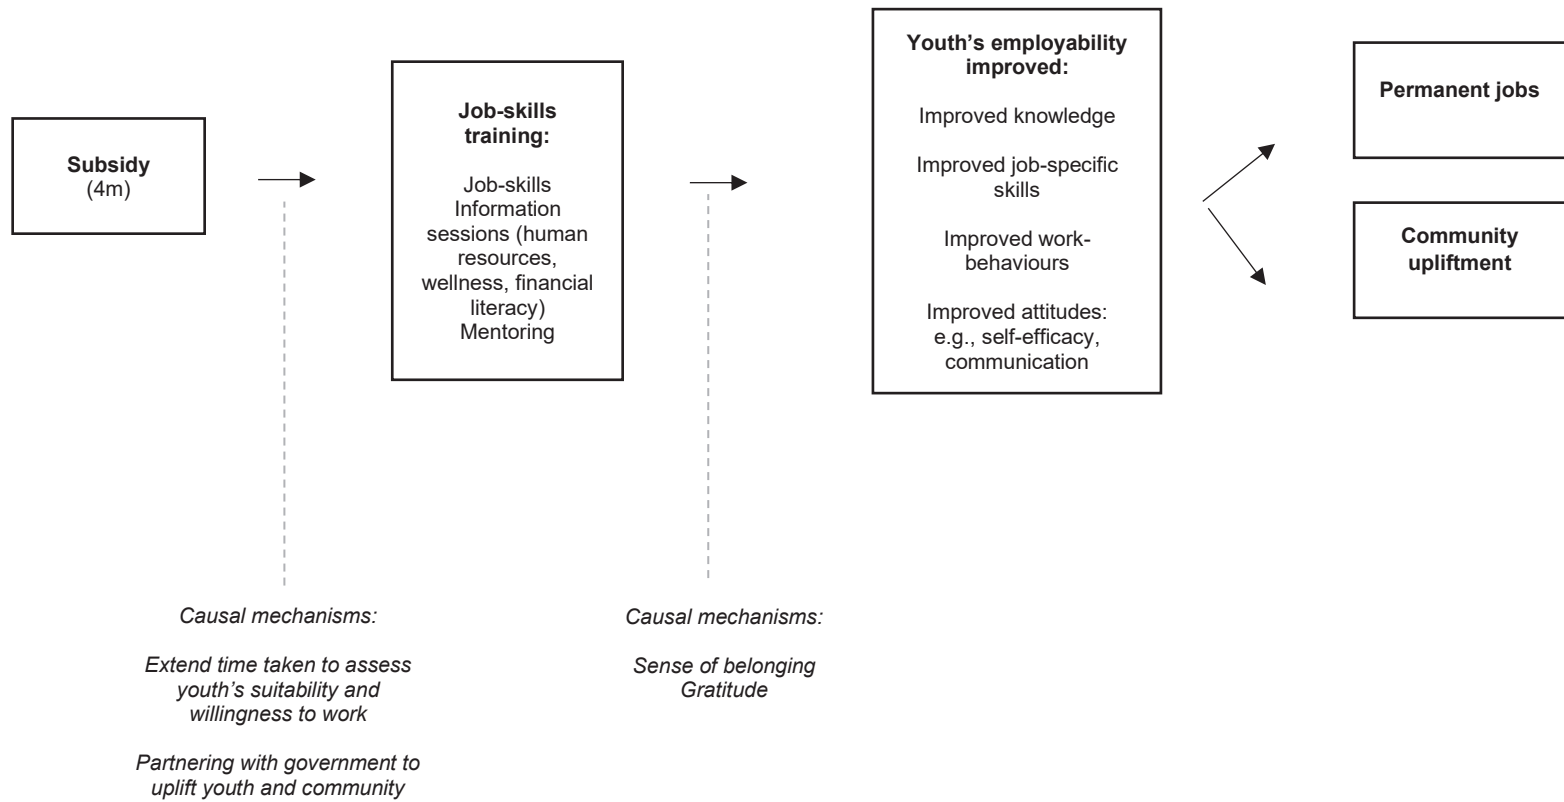 Subsidy
(4m)
Job-skills
training:
Job-skills
Information
sessions (human
resources,
wellness, financial
literacy)
Mentoring
Youth’s employability
improved:
Improved knowledge
Improved job-specific
skills
Improved work-
behaviours
Improved attitudes:
e.g., self-efficacy,
communication
Permanent jobs
Community
upliftment
Causal mechanisms:
Extend time taken to assess
youth’s suitability and
willingness to work
Partnering with government to
uplift youth and community
Causal mechanisms:
Sense of belonging
Gratitude